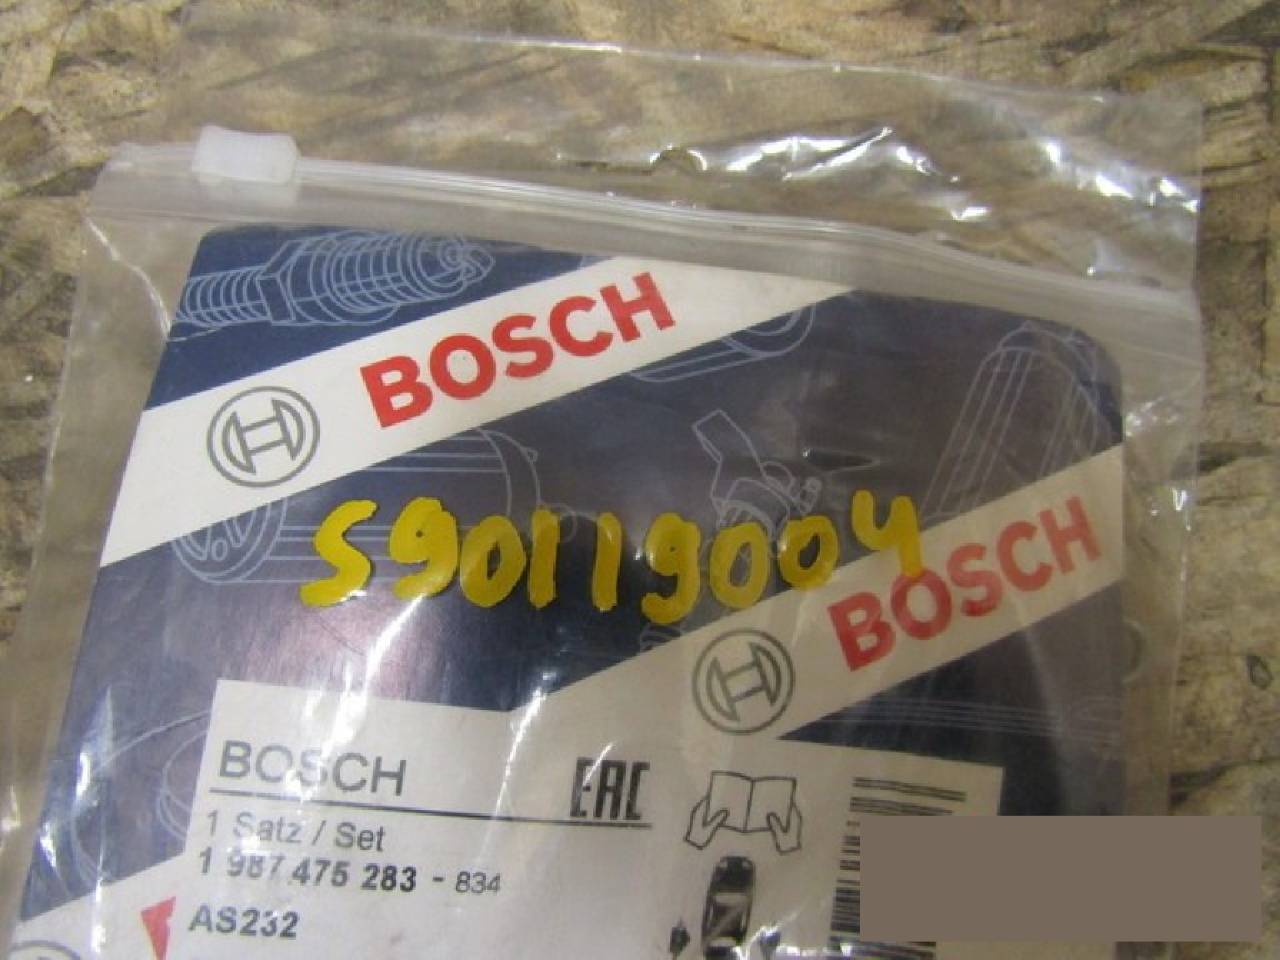 BOSCH
S90119004
BOSCH
BOSCH
EAC
1 Satz / Set
1 987 475 283 - 834
AS232